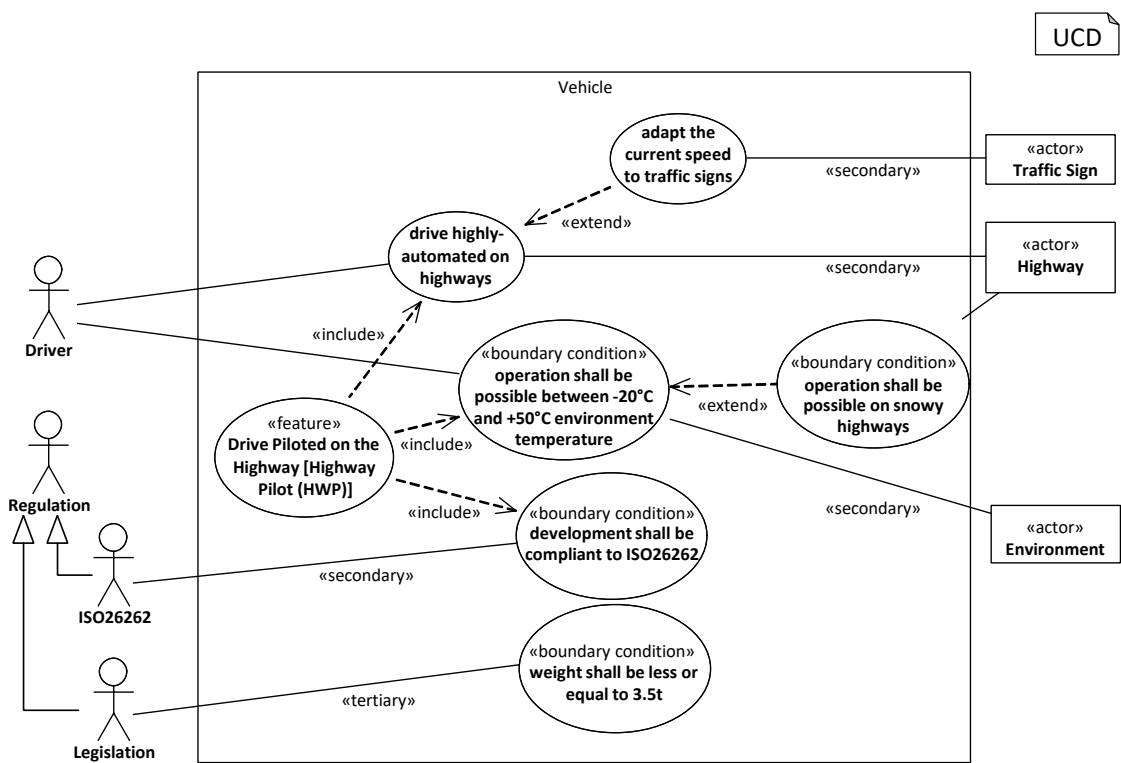 UCD
Vehicle
adapt the
current speed
to traffic signs
«secondary»
«actor»
Traffic Sign
«extend»
drive highly-
automated on
highways
«secondary»
«actor»
Highway
Driver
«include»
«boundary condition»
operation shall be
possible between -20°C
and +50°C environment
temperature
«extend»
«boundary condition»
operation shall be
possible on snowy
highways
«feature»
Drive Piloted on the
Highway [Highway
Pilot (HWP)]
«include»
«include»
Regulation
«secondary»
«actor»
Environment
«boundary condition»
development shall be
compliant to ISO26262
«secondary»
ISO26262
«boundary condition»
weight shall be less or
equal to 3.5t
«tertiary»
Legislation